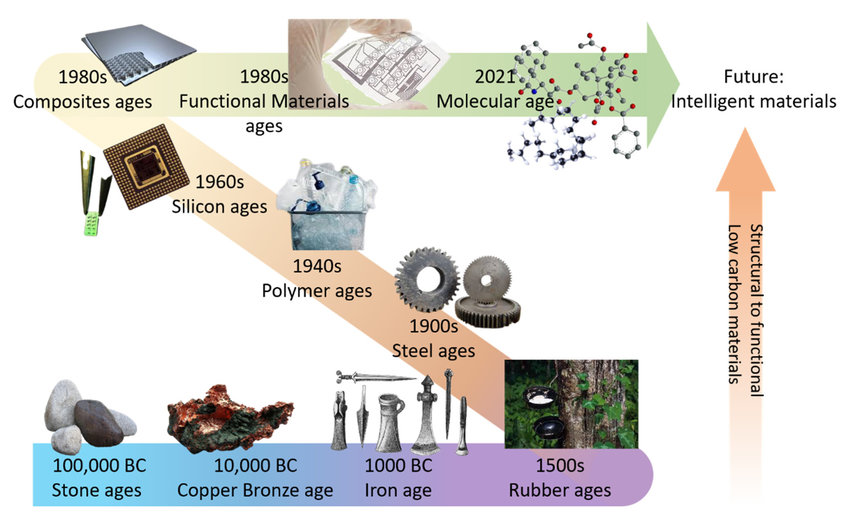 1980s
Composites ages
1980s
Functional Materials
ages
2021
Molecular age
Future:
Intelligent materials
1960s
Silicon ages
1940s
Polymer ages
1900s
Steel ages
Structural to functional
Low carbon materials
100,000 BC
Stone ages
10,000 BC
Copper Bronze age
1000 BC
Iron age
1500s
Rubber ages